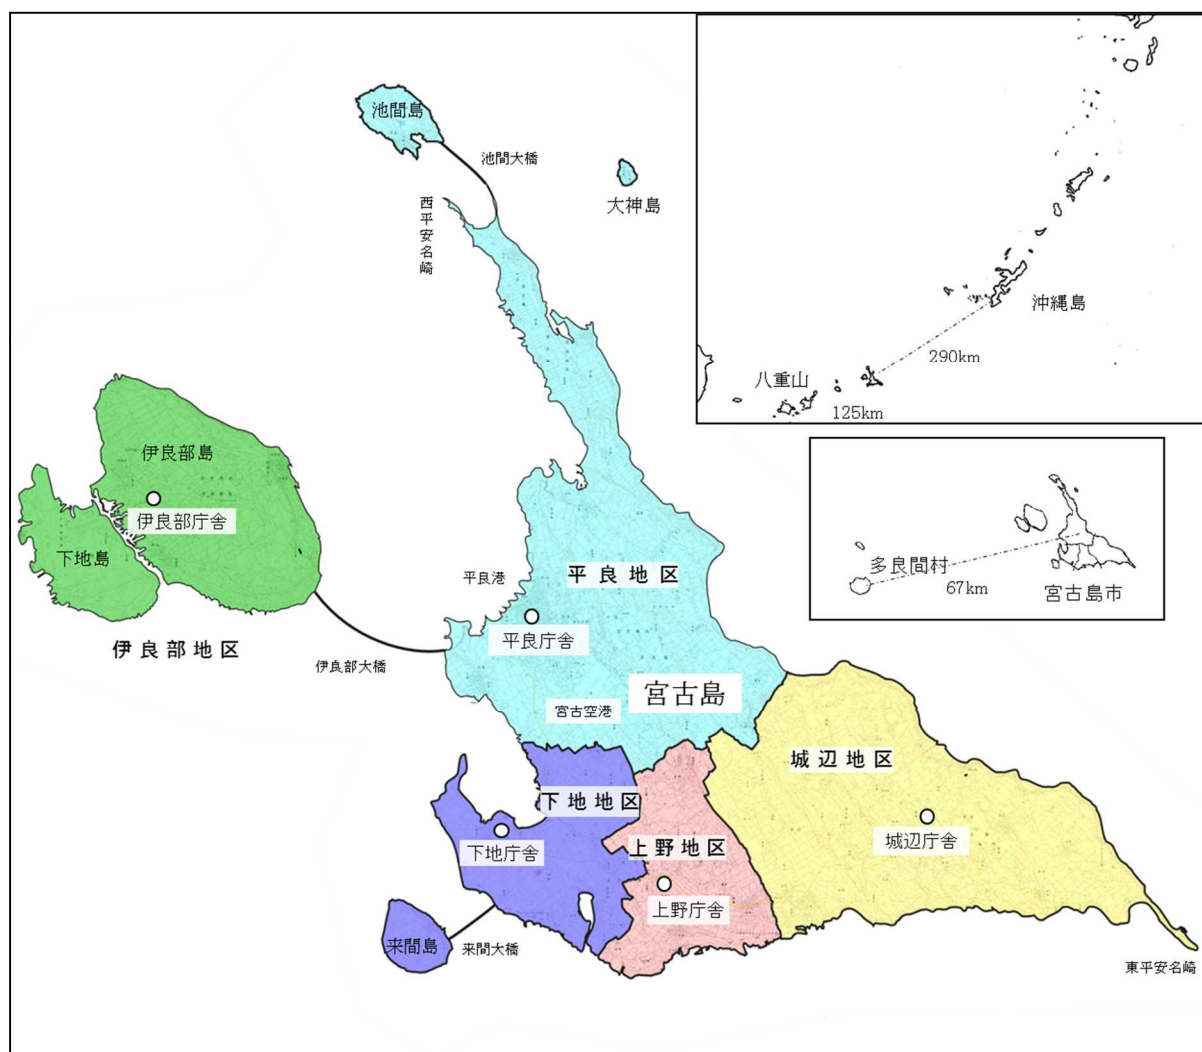 池間島
池間大橋
大神島
西平安名崎
沖縄島
290km
八重山
125km
伊良部島
伊良部庁舎
下地島
多良間村
67km
宮古島市
平良港
平良地区
平良庁舎
伊良部地区
伊良部大橋
宮古島
宮古空港
城辺地区
下地地区
城辺庁舎
上野地区
下地庁舎
上野庁舎
来間島
来間大橋
東平安名崎